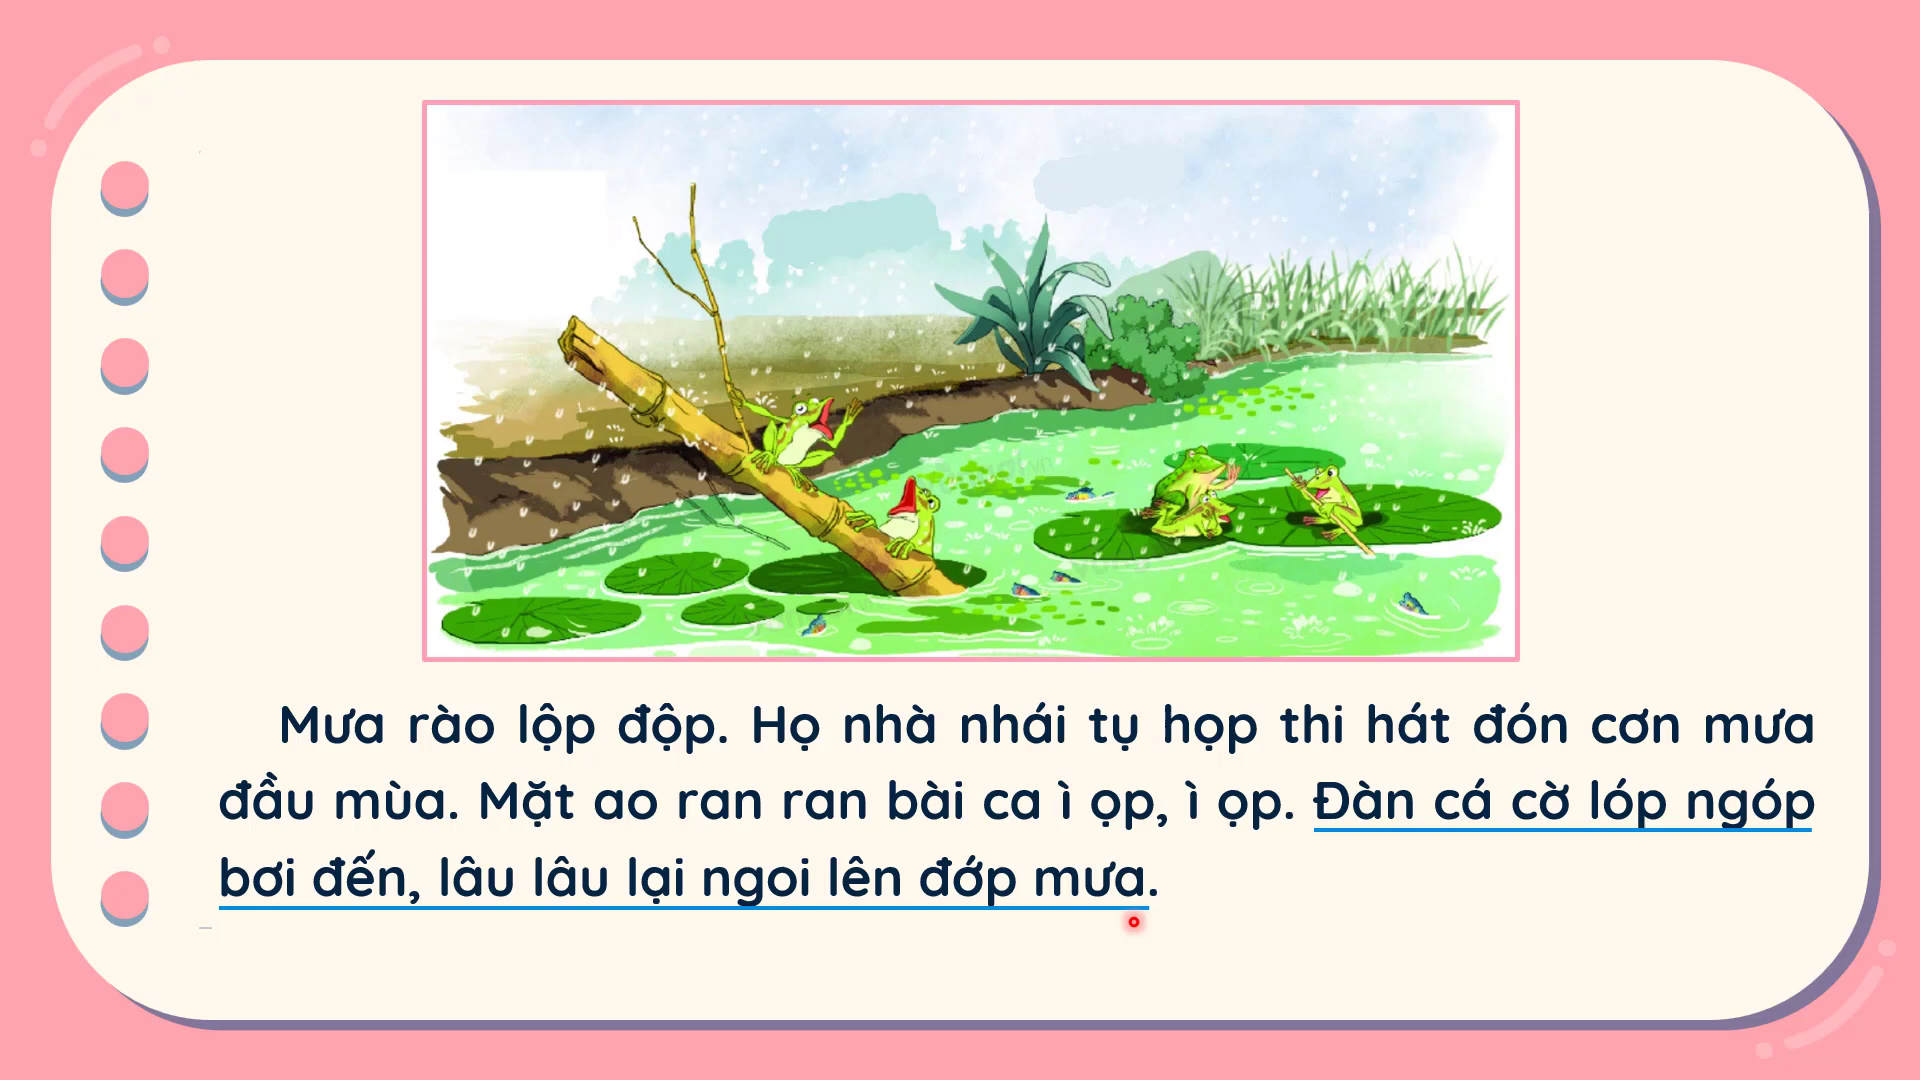 Mưa rào lộp độp. Họ nhà nhái tụ họp thi hát đón cơn mưa
đầu mùa. Mặt ao ran ran bài ca ì ọp, ì ọp. Đàn cá cờ lóp ngóp
bơi đến, lâu lâu lại ngoi lên đớp mưa.